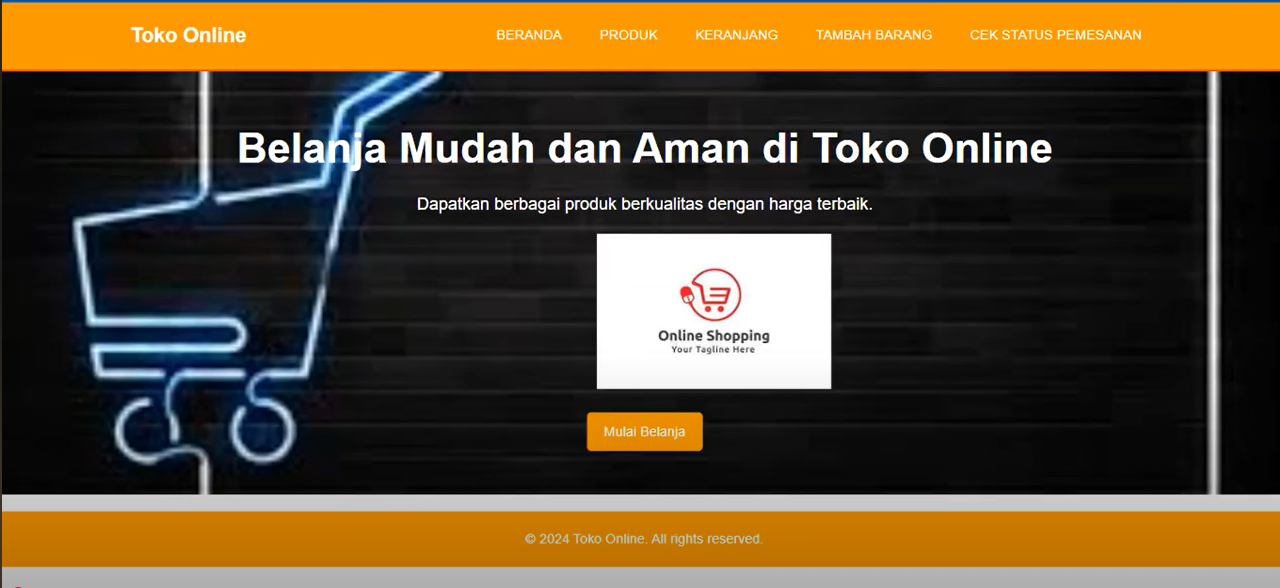 Toko Online
BERANDA PRODUK KERANJANG TAMBAH BARANG CEK STATUS PEMESANAN
Belanja Mudah dan Aman di Toko Online
Dapatkan berbagai produk berkualitas dengan harga terbaik.
Online Shopping
Your Tagline Here
Mulai Belanja
© 2024 Toko Online. All rights reserved.